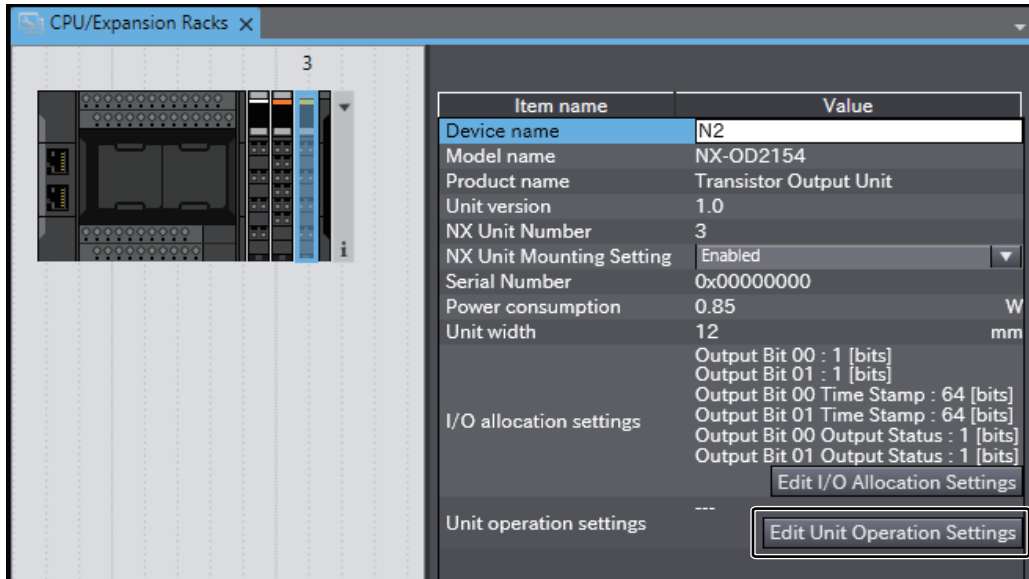 CPU/Expansion Racks
3
i
Item name Value
Device name N2
Model name NX-OD2154
Product name Transistor Output Unit
Unit version 1.0
NX Unit Number 3
NX Unit Mounting Setting Enabled
Serial Number 0x00000000
Power consumption 0.85 W
Unit width 12 mm
I/O allocation settings
Output Bit 00 : 1 [bits]
Output Bit 01 : 1 [bits]
Output Bit 00 Time Stamp : 64 [bits]
Output Bit 01 Time Stamp : 64 [bits]
Output Bit 00 Output Status : 1 [bits]
Output Bit 01 Output Status : 1 [bits]
Edit I/O Allocation Settings
Unit operation settings ---
Edit Unit Operation Settings